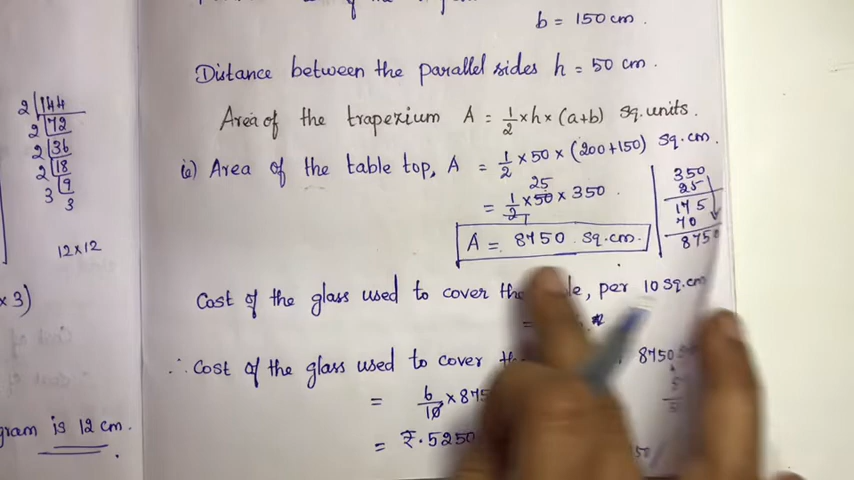 b = 150 cm.
Distance between the parallel sides h = 50 cm.
Area of the trapezium A = 1/2 × h × (a+b) sq. units.
(i) Area of the table top, A = 1/2 × 50 × (200+150) sq. cm.
25
= 1/2 × 50 × 350
1
A = 8750 sq. cm.
350
25
175
70
8750
Cost of the glass used to cover the, per 10 sq. cm
=
∴ Cost of the glass used to cover 8750
= 6/10 × 875
= ₹. 5250
2 144
2 72
2 36
2 18
3 9
3
12 × 12
× 3)
gram is 12 cm.